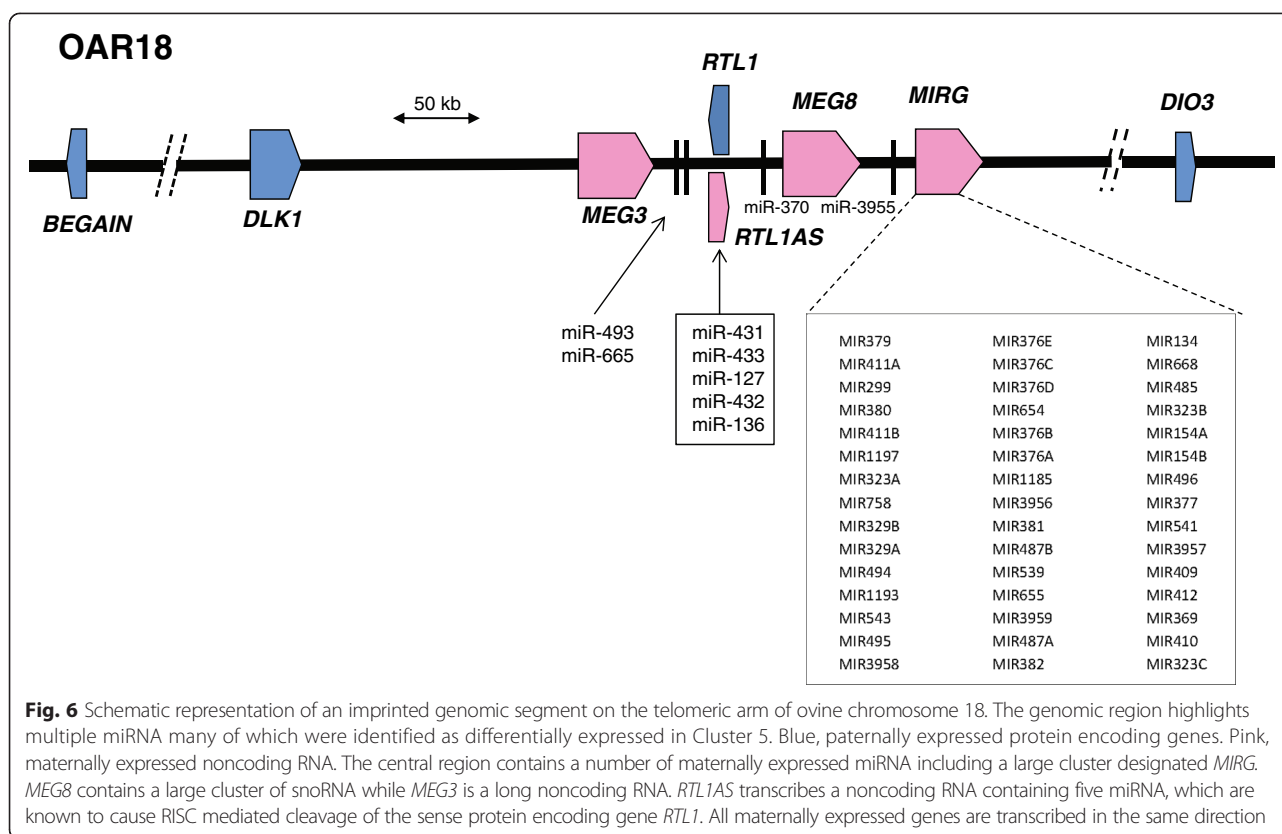 OAR18
RTL1
50 kb
MEG8
MIRG
DIO3
BEGAIN
DLK1
MEG3
miR-370
miR-3955
RTL1AS
miR-493
miR-665
miR-431
miR-433
miR-127
miR-432
miR-136
MIR379 MIR376E MIR134
MIR411A MIR376C MIR668
MIR299 MIR376D MIR485
MIR380 MIR654 MIR323B
MIR411B MIR376B MIR154A
MIR1197 MIR376A MIR154B
MIR323A MIR1185 MIR496
MIR758 MIR3956 MIR377
MIR329B MIR381 MIR541
MIR329A MIR487B MIR3957
MIR494 MIR539 MIR409
MIR1193 MIR655 MIR412
MIR543 MIR3959 MIR369
MIR495 MIR487A MIR410
MIR3958 MIR382 MIR323C
Fig. 6 Schematic representation of an imprinted genomic segment on the telomeric arm of ovine chromosome 18. The genomic region highlights
multiple miRNA many of which were identified as differentially expressed in Cluster 5. Blue, paternally expressed protein encoding genes. Pink,
maternally expressed noncoding RNA. The central region contains a number of maternally expressed miRNA including a large cluster designated MIRG.
MEG8 contains a large cluster of snoRNA while MEG3 is a long noncoding RNA. RTL1AS transcribes a noncoding RNA containing five miRNA, which are
known to cause RISC mediated cleavage of the sense protein encoding gene RTL1. All maternally expressed genes are transcribed in the same direction